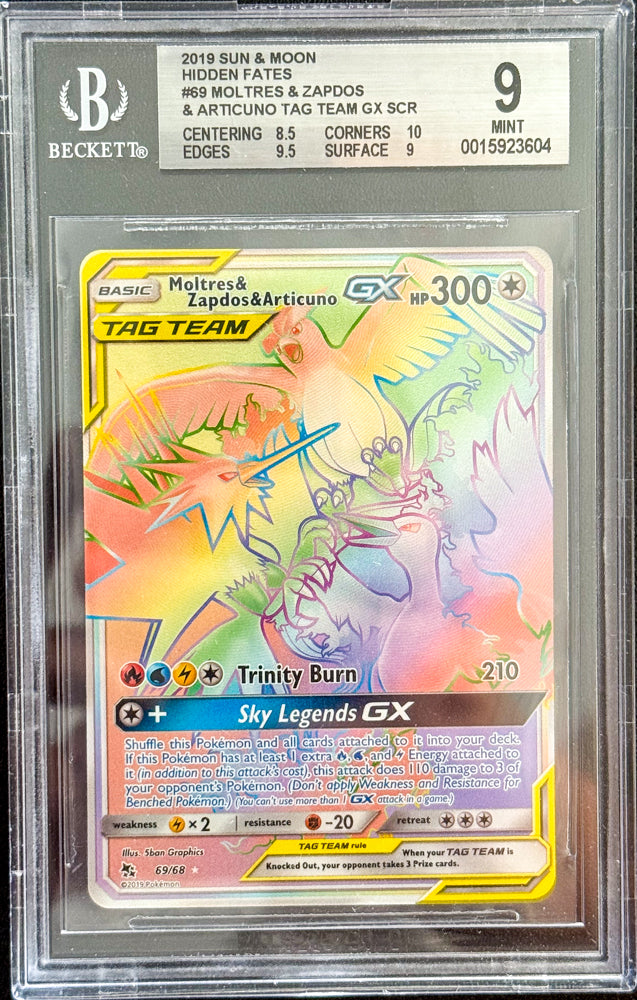 2019 SUN & MOON
HIDDEN FATES
#69 MOLTRES & ZAPDOS
& ARTICUNO TAG TEAM GX SCR
CENTERING 8.5 CORNERS 10
EDGES 9.5 SURFACE 9
9
MINT
0015923604
B
BECKETT®
BASIC
Moltres&
Zapdos&Articuno GX HP300
TAG TEAM
Trinity Burn 210
+ Sky Legends GX
Shuffle this Pokémon and all cards attached to it into your deck.
If this Pokémon has at least 1 extra , , and Energy attached to
it (in addition to this attack's cost), this attack does 110 damage to 3 of
your opponent's Pokémon. (Don't apply Weakness and Resistance for
Benched Pokémon.) (You can't use more than 1 GX attack in a game.)
weakness ×2 resistance -20 retreat
Illus. 5ban Graphics
TAG TEAM rule
When your TAG TEAM is
Knocked Out, your opponent takes 3 Prize cards.
69/68
©2019 Pokémon